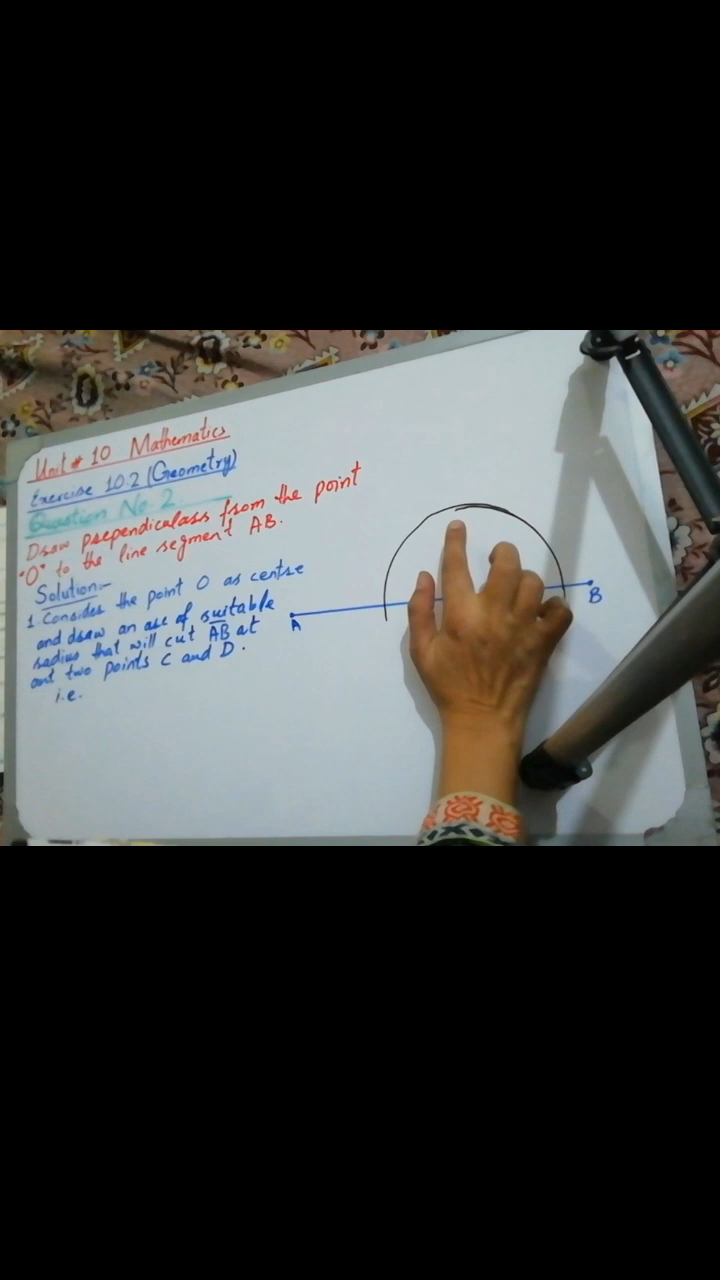 Unit # 10 Mathematics
Exercise 10.2 (Geometry)
Question No 2.
Draw perpendiculars from the point
"O" to the line segment AB.
Solution:-
1. Consider the point O as centre
and draw an arc of suitable
radius that will cut AB at
ant two points C and D.
i.e.
A
B